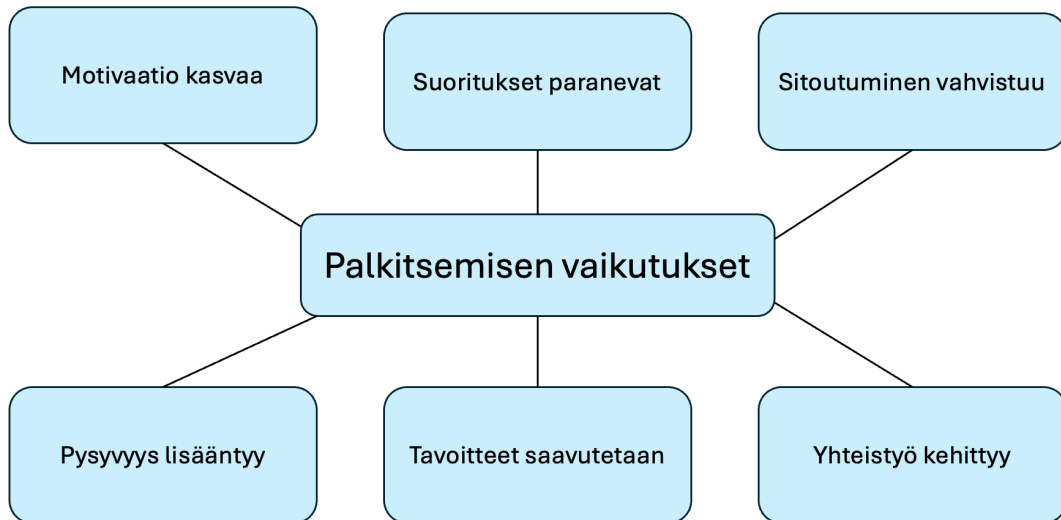 Motivaatio kasvaa
Suoritukset paranevat
Sitoutuminen vahvistuu
Palkitsemisen vaikutukset
Pysyvyys lisääntyy
Tavoitteet saavutetaan
Yhteistyö kehittyy